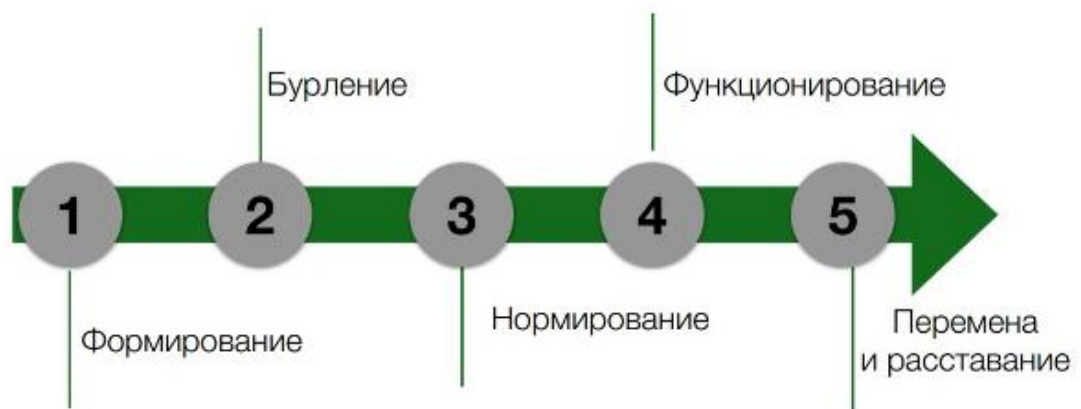 1
Формирование
2
Бурление
3
Нормирование
4
Функционирование
5
Перемена
и расставание